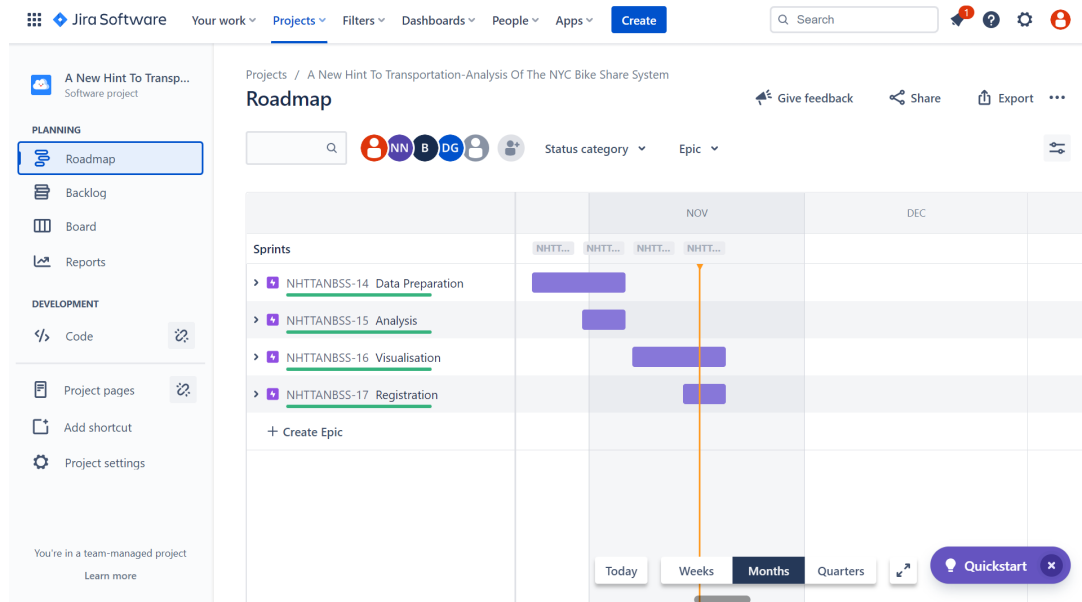 Jira Software Your work Projects Filters Dashboards People Apps Create Search 1
A New Hint To Transp...
Software project
PLANNING
Roadmap
Backlog
Board
Reports
DEVELOPMENT
Code
Project pages
Add shortcut
Project settings
You're in a team-managed project
Learn more
Projects / A New Hint To Transportation-Analysis Of The NYC Bike Share System
Roadmap
Give feedback Share Export
NN B DG Status category Epic
NOV DEC
Sprints NHTT... NHTT... NHTT... NHTT...
NHTTANBSS-14 Data Preparation
NHTTANBSS-15 Analysis
NHTTANBSS-16 Visualisation
NHTTANBSS-17 Registration
+ Create Epic
Today Weeks Months Quarters Quickstart